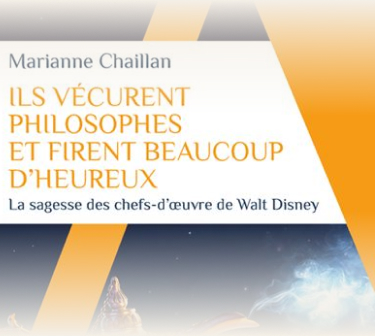 Marianne Chaillan
ILS VÉCURENT
PHILOSOPHES
ET FIRENT BEAUCOUP
D'HEUREUX
La sagesse des chefs-d'œuvre de Walt Disney